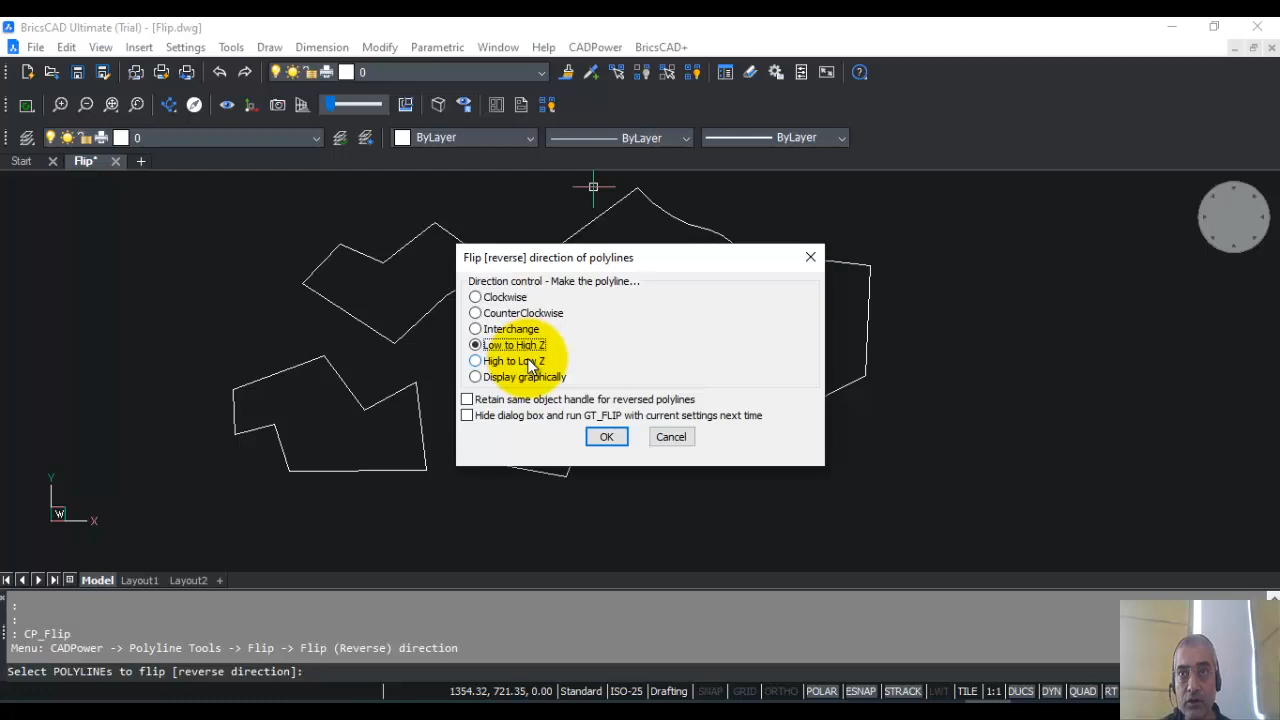 BricsCAD Ultimate (Trial) - [Flip.dwg]
File Edit View Insert Settings Tools Draw Dimension Modify Parametric Window Help CADPower BricsCAD+
0
0 ByLayer ByLayer ByLayer
Start Flip*
Flip [reverse] direction of polylines
Direction control - Make the polyline...
Clockwise
CounterClockwise
Interchange
Low to High Z
High to Low Z
Display graphically
Retain same object handle for reversed polylines
Hide dialog box and run GT_FLIP with current settings next time
OK Cancel
Y
W X
Model Layout1 Layout2 +
:
:
: CP_Flip
Menu: CADPower -> Polyline Tools -> Flip -> Flip (Reverse) direction
Select POLYLINEs to flip [reverse direction]:
1354.32, 721.35, 0.00 Standard ISO-25 Drafting SNAP GRID ORTHO POLAR ESNAP STRACK LWT TILE 1:1 DUCS DYN QUAD RT